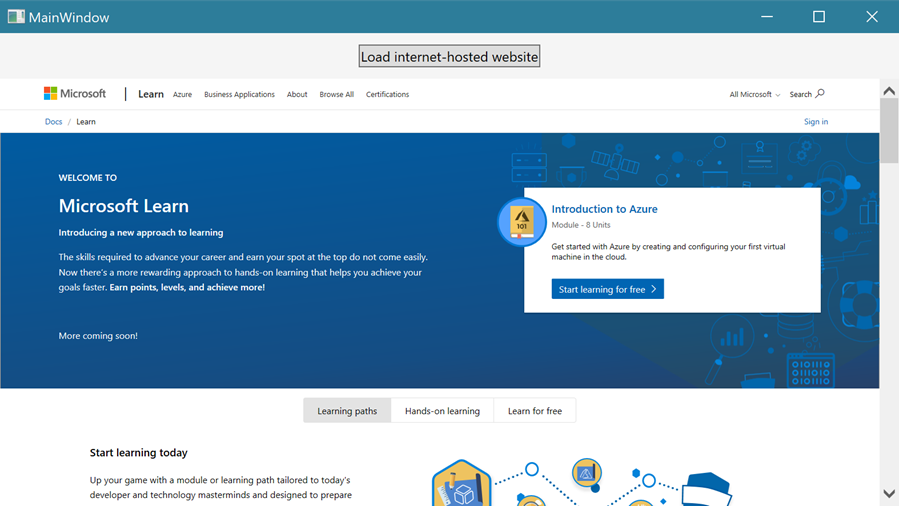 MainWindow
Load internet-hosted website
Microsoft
Learn
Azure
Business Applications
About
Browse All
Certifications
All Microsoft
Search
Docs / Learn
Sign in
WELCOME TO
Microsoft Learn
Introducing a new approach to learning
The skills required to advance your career and earn your spot at the top do not come easily.
Now there's a more rewarding approach to hands-on learning that helps you achieve your
goals faster. Earn points, levels, and achieve more!
More coming soon!
101
Introduction to Azure
Module - 8 Units
Get started with Azure by creating and configuring your first virtual
machine in the cloud.
Start learning for free
Learning paths
Hands-on learning
Learn for free
Start learning today
Up your game with a module or learning path tailored to today's
developer and technology masterminds and designed to prepare